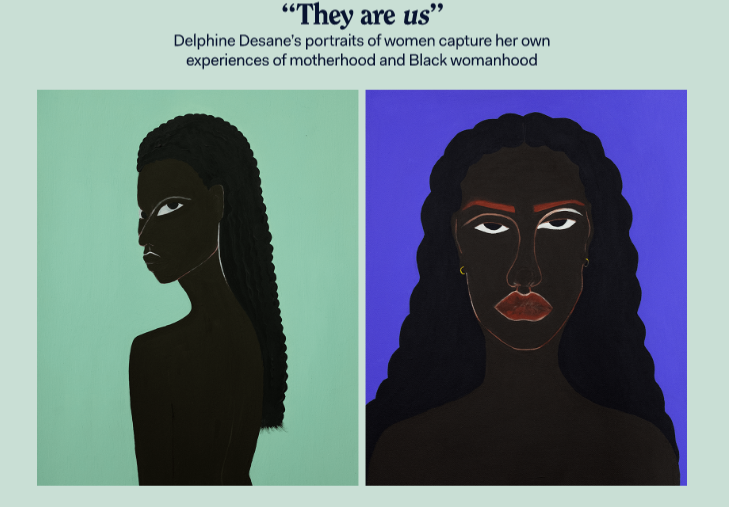 “They are us”
Delphine Desane’s portraits of women capture her own
experiences of motherhood and Black womanhood